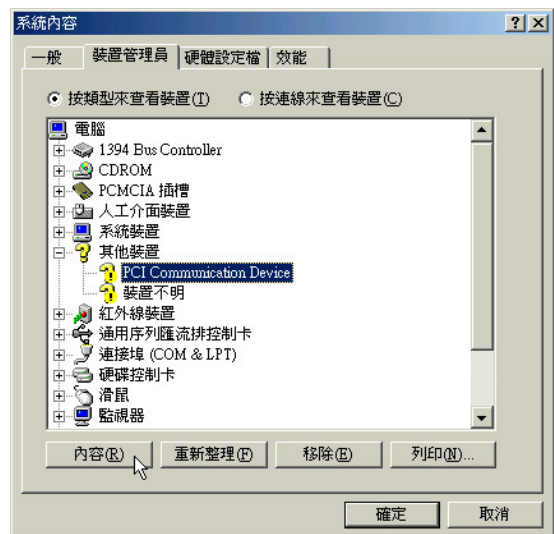 系統內容
一般 裝置管理員 硬體設定檔 效能
按類型來查看裝置(T) 按連線來查看裝置(C)
電腦
1394 Bus Controller
CDROM
PCMCIA 插槽
人工介面裝置
系統裝置
其他裝置
PCI Communication Device
裝置不明
紅外線裝置
通用序列匯流排控制卡
連接埠 (COM & LPT)
硬碟控制卡
滑鼠
監視器
內容(R) 重新整理(F) 移除(E) 列印(N)...
確定 取消